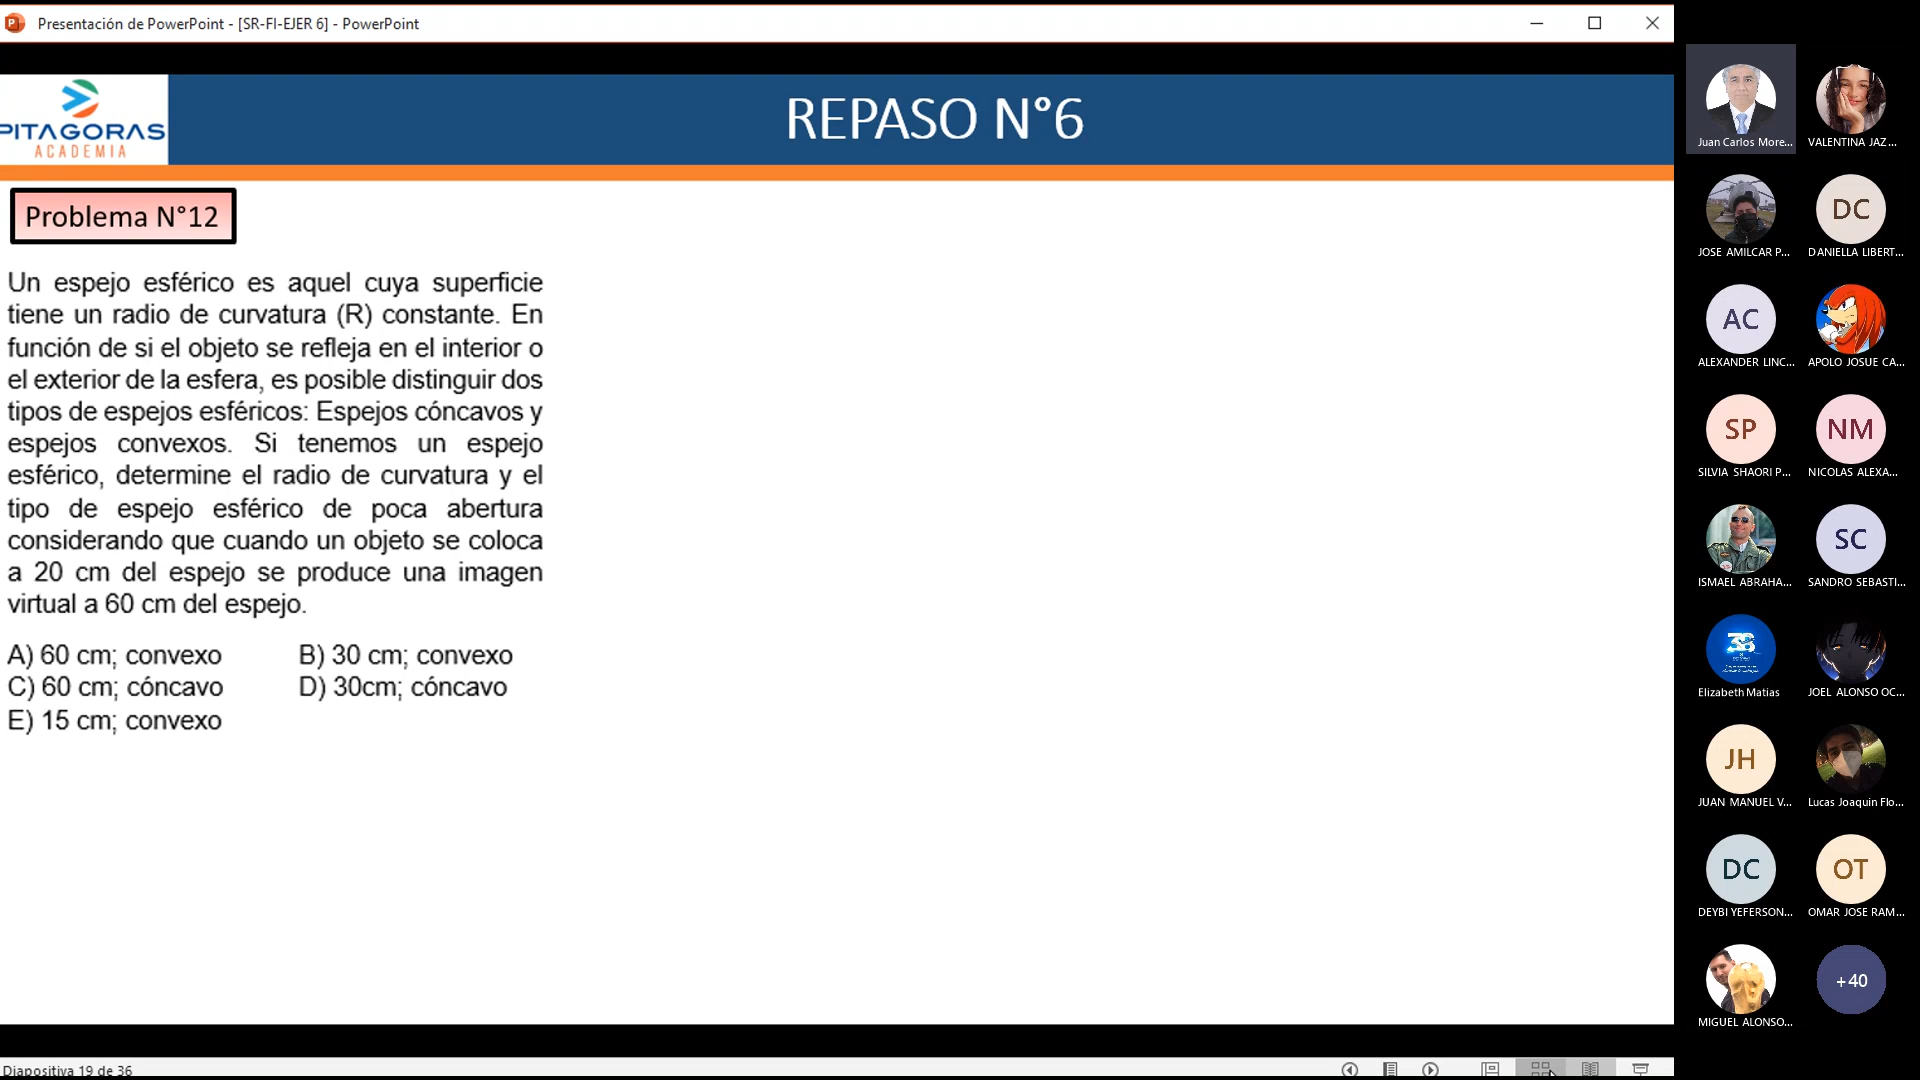 Presentación de PowerPoint - [SR-FI-EJER 6] - PowerPoint
PITAGORAS
ACADEMIA
REPASO N°6
Problema N°12
Un espejo esférico es aquel cuya superficie
tiene un radio de curvatura (R) constante. En
función de si el objeto se refleja en el interior o
el exterior de la esfera, es posible distinguir dos
tipos de espejos esféricos: Espejos cóncavos y
espejos convexos. Si tenemos un espejo
esférico, determine el radio de curvatura y el
tipo de espejo esférico de poca abertura
considerando que cuando un objeto se coloca
a 20 cm del espejo se produce una imagen
virtual a 60 cm del espejo.
A) 60 cm; convexo B) 30 cm; convexo
C) 60 cm; cóncavo D) 30cm; cóncavo
E) 15 cm; convexo
Diapositiva 19 de 36
Juan Carlos More... VALENTINA JAZ...
DC
JOSE AMILCAR P... DANIELLA LIBERT...
AC
ALEXANDER LINC... APOLO JOSUE CA...
SP NM
SILVIA SHAORI P... NICOLAS ALEXA...
SC
ISMAEL ABRAHA... SANDRO SEBASTI...
Elizabeth Matias JOEL ALONSO OC...
JH
JUAN MANUEL V... Lucas Joaquin Flo...
DC OT
DEYBI YEFERSON... OMAR JOSE RAM...
+40
MIGUEL ALONSO...